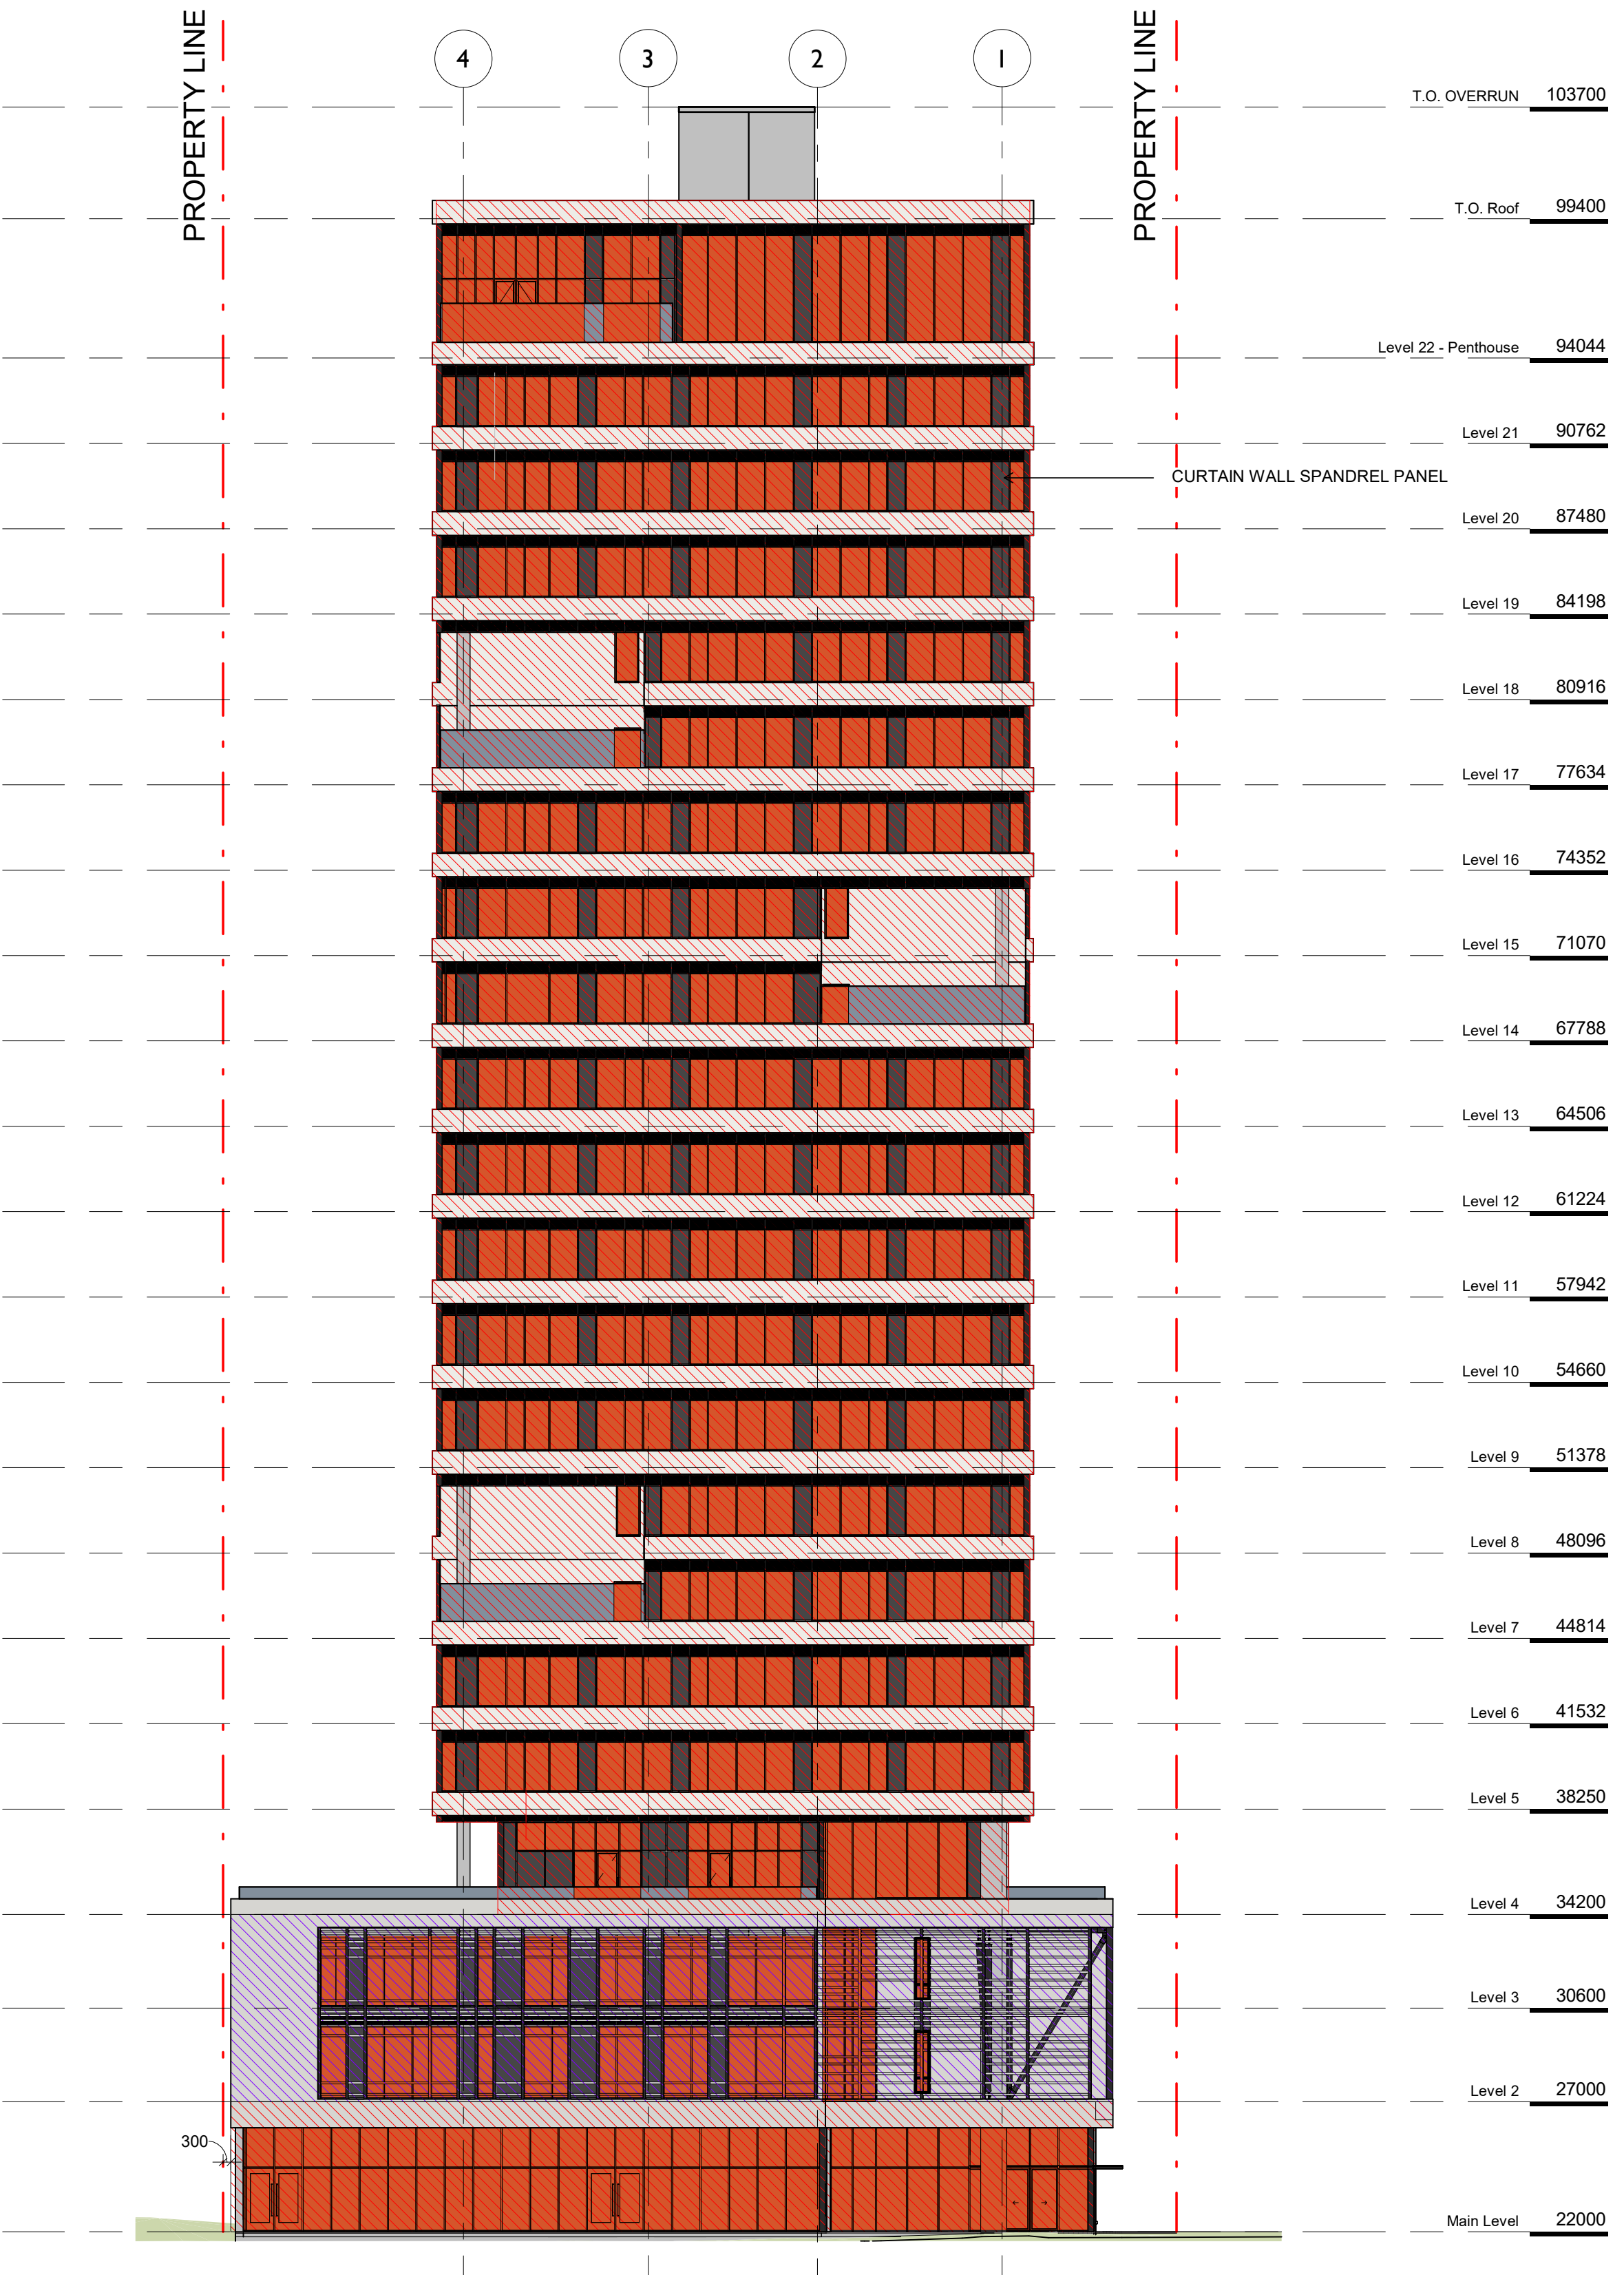 PROPERTY LINE
4
3
2
1
PROPERTY LINE
T.O. OVERRUN 103700
T.O. Roof 99400
Level 22 - Penthouse 94044
Level 21 90762
CURTAIN WALL SPANDREL PANEL
Level 20 87480
Level 19 84198
Level 18 80916
Level 17 77634
Level 16 74352
Level 15 71070
Level 14 67788
Level 13 64506
Level 12 61224
Level 11 57942
Level 10 54660
Level 9 51378
Level 8 48096
Level 7 44814
Level 6 41532
Level 5 38250
Level 4 34200
Level 3 30600
Level 2 27000
300
Main Level 22000